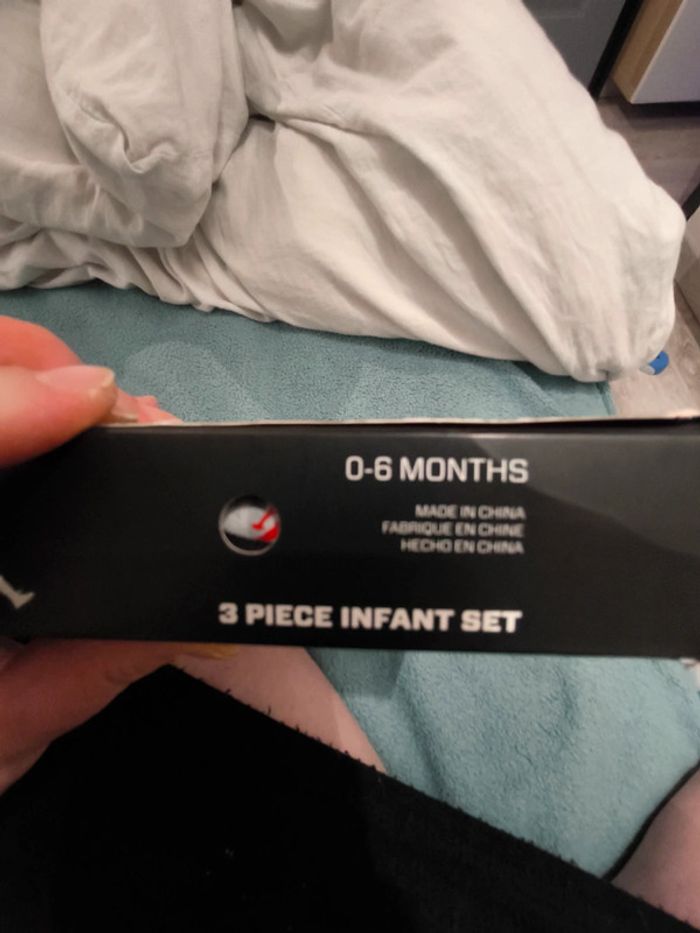 0-6 MONTHS
MADE IN CHINA
FABRIQUE EN CHINE
HECHO EN CHINA
3 PIECE INFANT SET